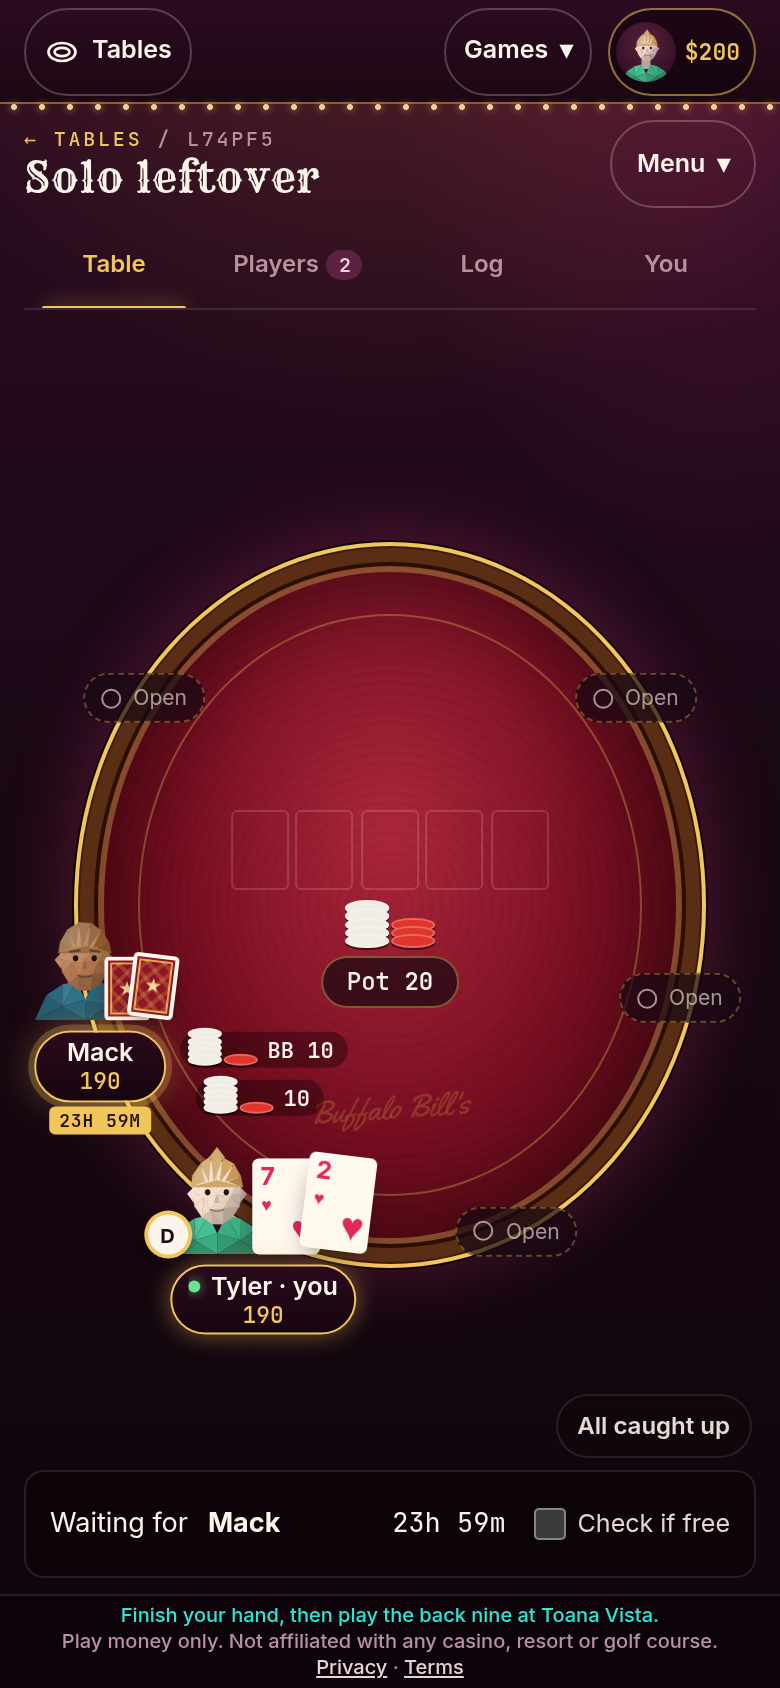 Tables
Games ▼
$200
← TABLES / L74PF5
Solo leftover
Menu ▼
Table
Players 2
Log
You
Open
Open
Pot 20
Open
Mack
190
23H 59M
BB 10
10
Buffalo Bill's
7
2
D
Open
Tyler · you
190
All caught up
Waiting for Mack 23h 59m Check if free
Finish your hand, then play the back nine at Toana Vista.
Play money only. Not affiliated with any casino, resort or golf course.
Privacy · Terms